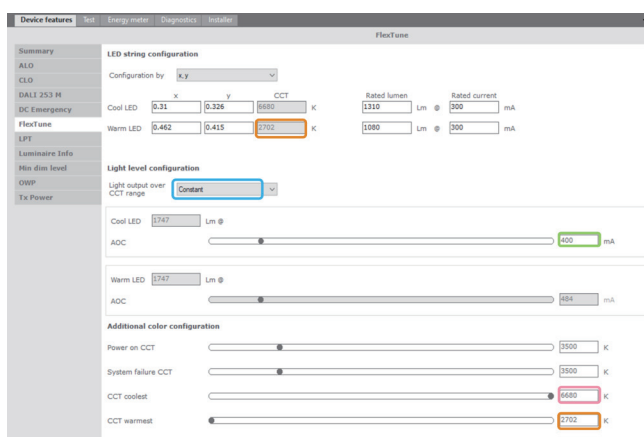 Device features Test Energy meter Diagnostics Installer
FlexTune
Summary
ALO
CLO
DALI 253 M
DC Emergency
FlexTune
LPT
Luminaire Info
Min dim level
OWP
Tx Power
LED string configuration
Configuration by x, y
x y CCT Rated lumen Rated current
Cool LED 0.31 0.326 6680 K 1310 Lm @ 300 mA
Warm LED 0.462 0.415 2702 K 1080 Lm @ 300 mA
Light level configuration
Light output over
CCT range Constant
Cool LED 1747 Lm @
AOC 400 mA
Warm LED 1747 Lm @
AOC 484 mA
Additional color configuration
Power on CCT 3500 K
System failure CCT 3500 K
CCT coolest 6680 K
CCT warmest 2702 K